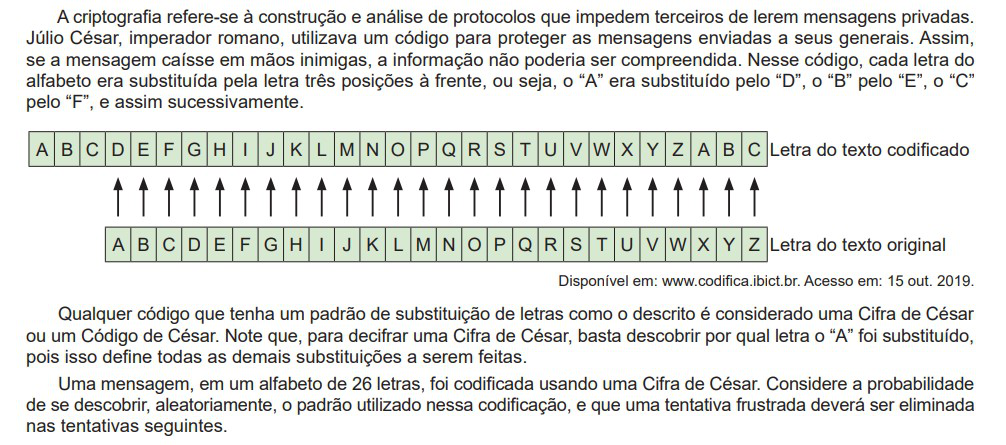 A criptografia refere-se à construção e análise de protocolos que impedem terceiros de lerem mensagens privadas.
Júlio César, imperador romano, utilizava um código para proteger as mensagens enviadas a seus generais. Assim,
se a mensagem caísse em mãos inimigas, a informação não poderia ser compreendida. Nesse código, cada letra do
alfabeto era substituída pela letra três posições à frente, ou seja, o “A” era substituído pelo “D”, o “B” pelo “E”, o “C”
pelo “F”, e assim sucessivamente.
A B C D E F G H I J K L M N O P Q R S T U V W X Y Z A B C Letra do texto codificado
A B C D E F G H I J K L M N O P Q R S T U V W X Y Z Letra do texto original
Disponível em: www.codifica.ibict.br. Acesso em: 15 out. 2019.
Qualquer código que tenha um padrão de substituição de letras como o descrito é considerado uma Cifra de César
ou um Código de César. Note que, para decifrar uma Cifra de César, basta descobrir por qual letra o “A” foi substituído,
pois isso define todas as demais substituições a serem feitas.
Uma mensagem, em um alfabeto de 26 letras, foi codificada usando uma Cifra de César. Considere a probabilidade
de se descobrir, aleatoriamente, o padrão utilizado nessa codificação, e que uma tentativa frustrada deverá ser eliminada
nas tentativas seguintes.